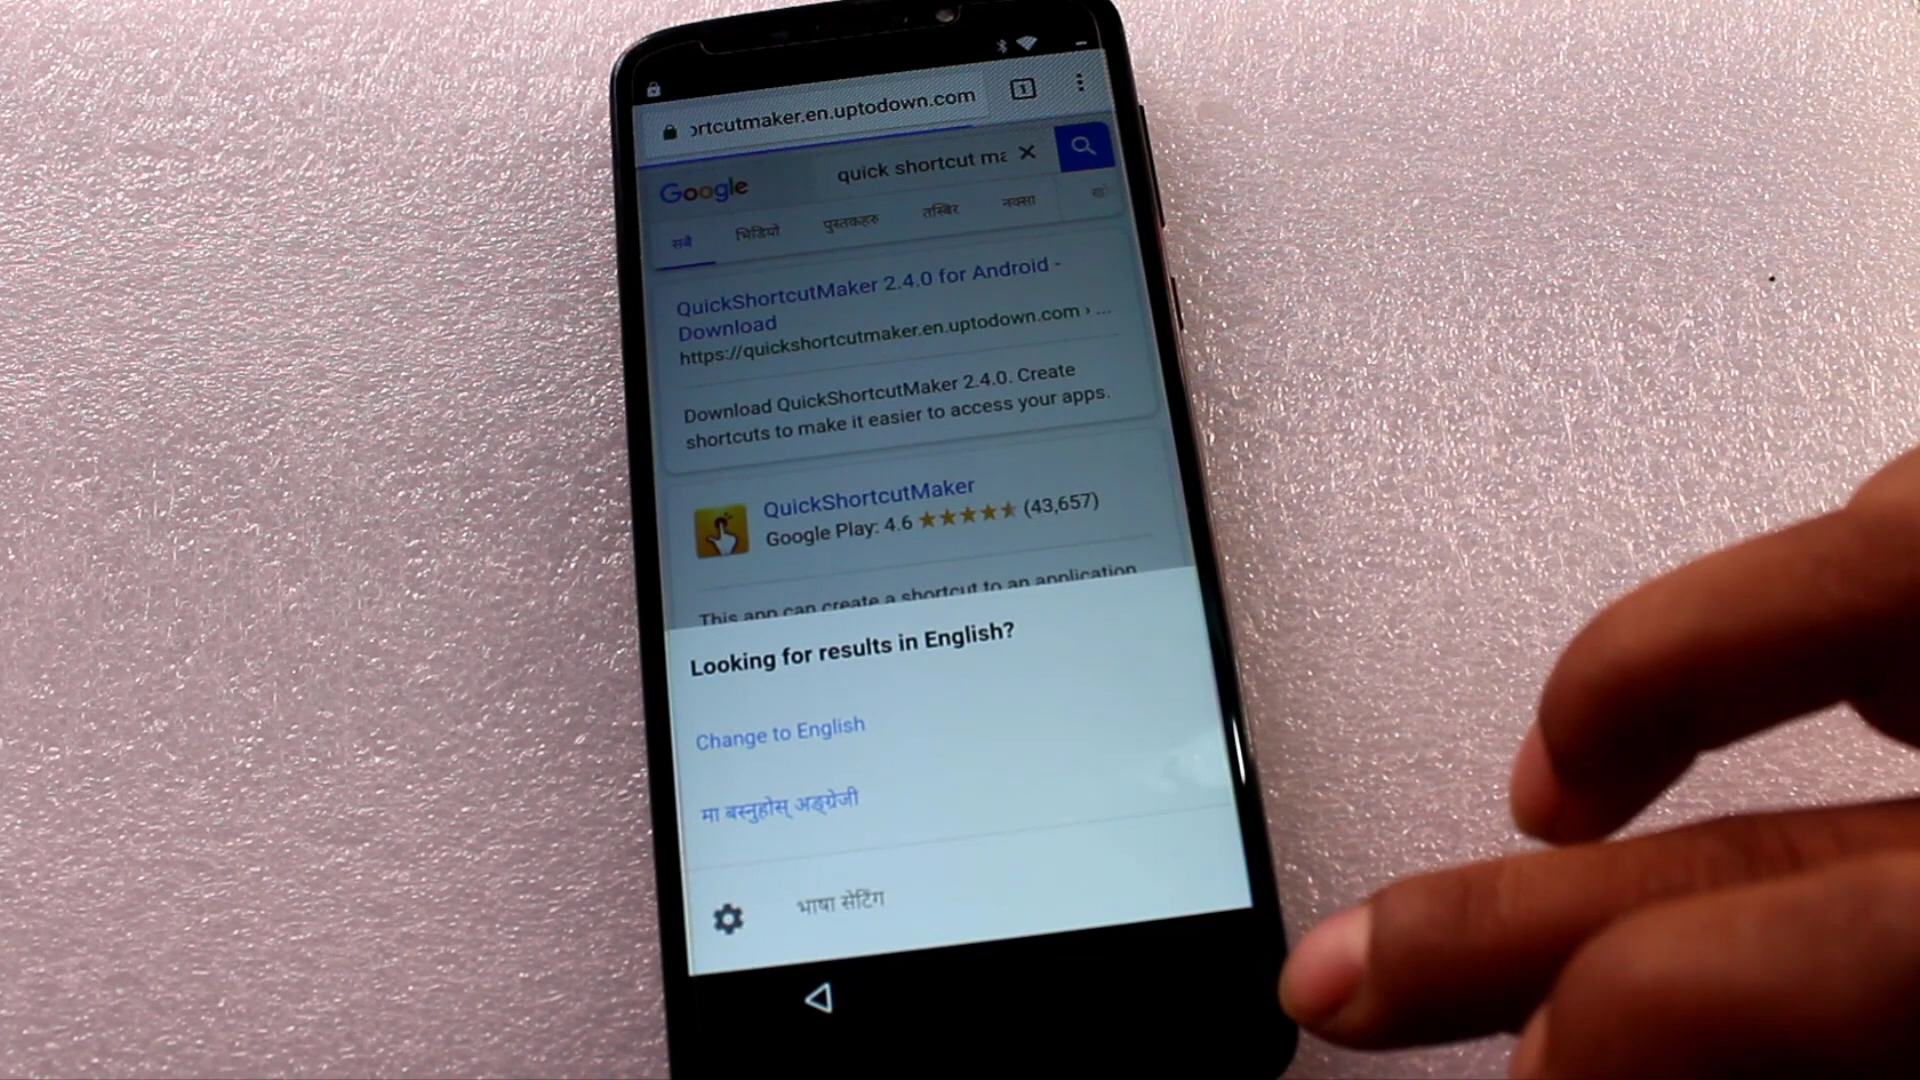 ortcutmaker.en.uptodown.com
1
Google
quick shortcut ma
सबै भिडियो पुस्तकहरु तस्बिर नक्सा
QuickShortcutMaker 2.4.0 for Android -
Download
https://quickshortcutmaker.en.uptodown.com › ...
Download QuickShortcutMaker 2.4.0. Create
shortcuts to make it easier to access your apps.
QuickShortcutMaker
Google Play: 4.6 ★★★★★ (43,657)
This app can create a shortcut to an application
Looking for results in English?
Change to English
मा बस्नुहोस् अङ्ग्रेजी
भाषा सेटिंग